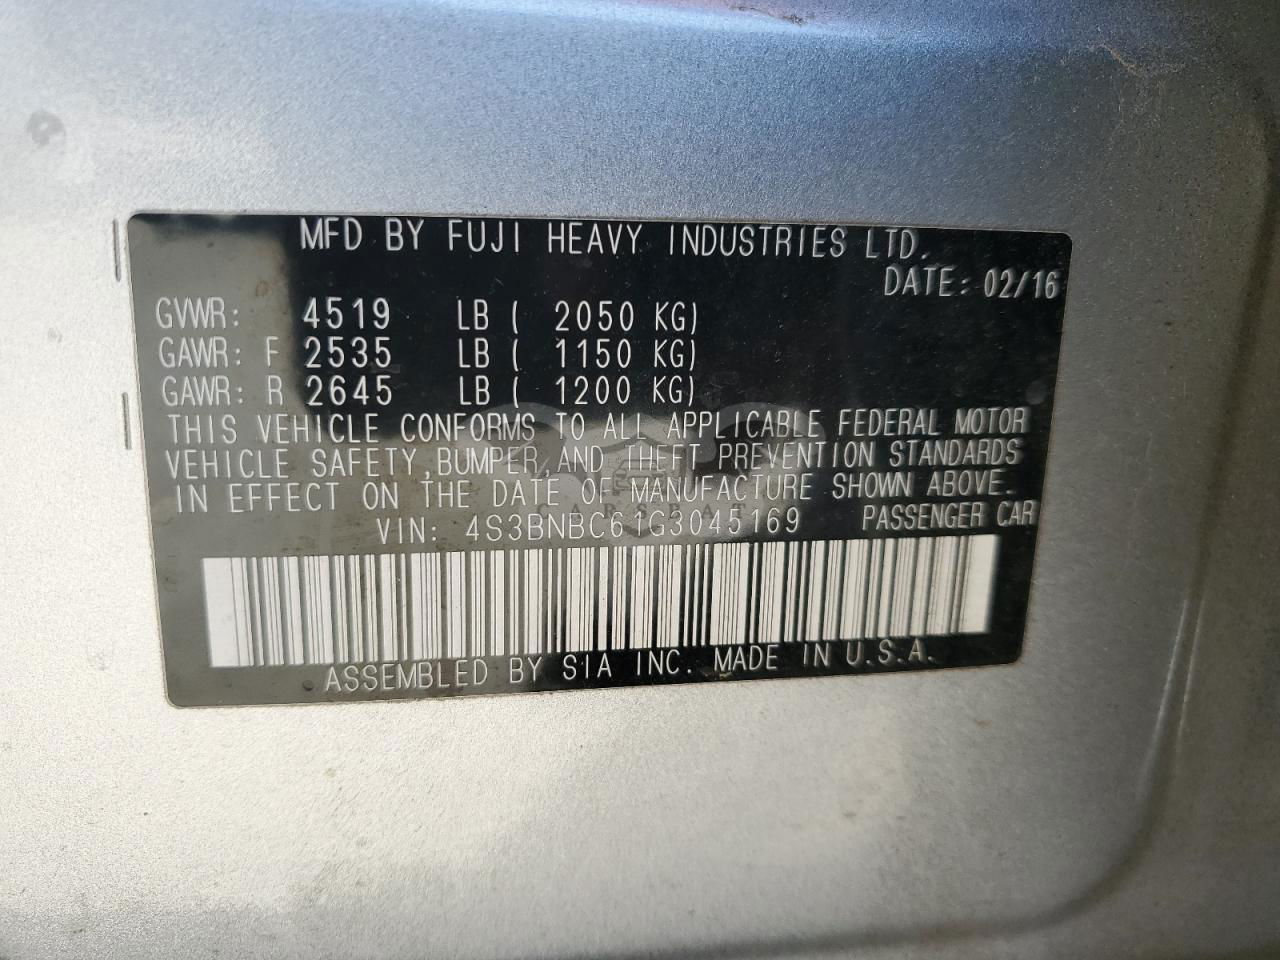 MFD BY FUJI HEAVY INDUSTRIES LTD.
DATE: 02/16
GVWR: 4519 LB ( 2050 KG)
GAWR: F 2535 LB ( 1150 KG)
GAWR: R 2645 LB ( 1200 KG)
THIS VEHICLE CONFORMS TO ALL APPLICABLE FEDERAL MOTOR
VEHICLE SAFETY,BUMPER,AND THEFT PREVENTION STANDARDS
IN EFFECT ON THE DATE OF MANUFACTURE SHOWN ABOVE.
CARSPAT
VIN: 4S3BNBC61G3045169 PASSENGER CAR
ASSEMBLED BY SIA INC. MADE IN U.S.A.